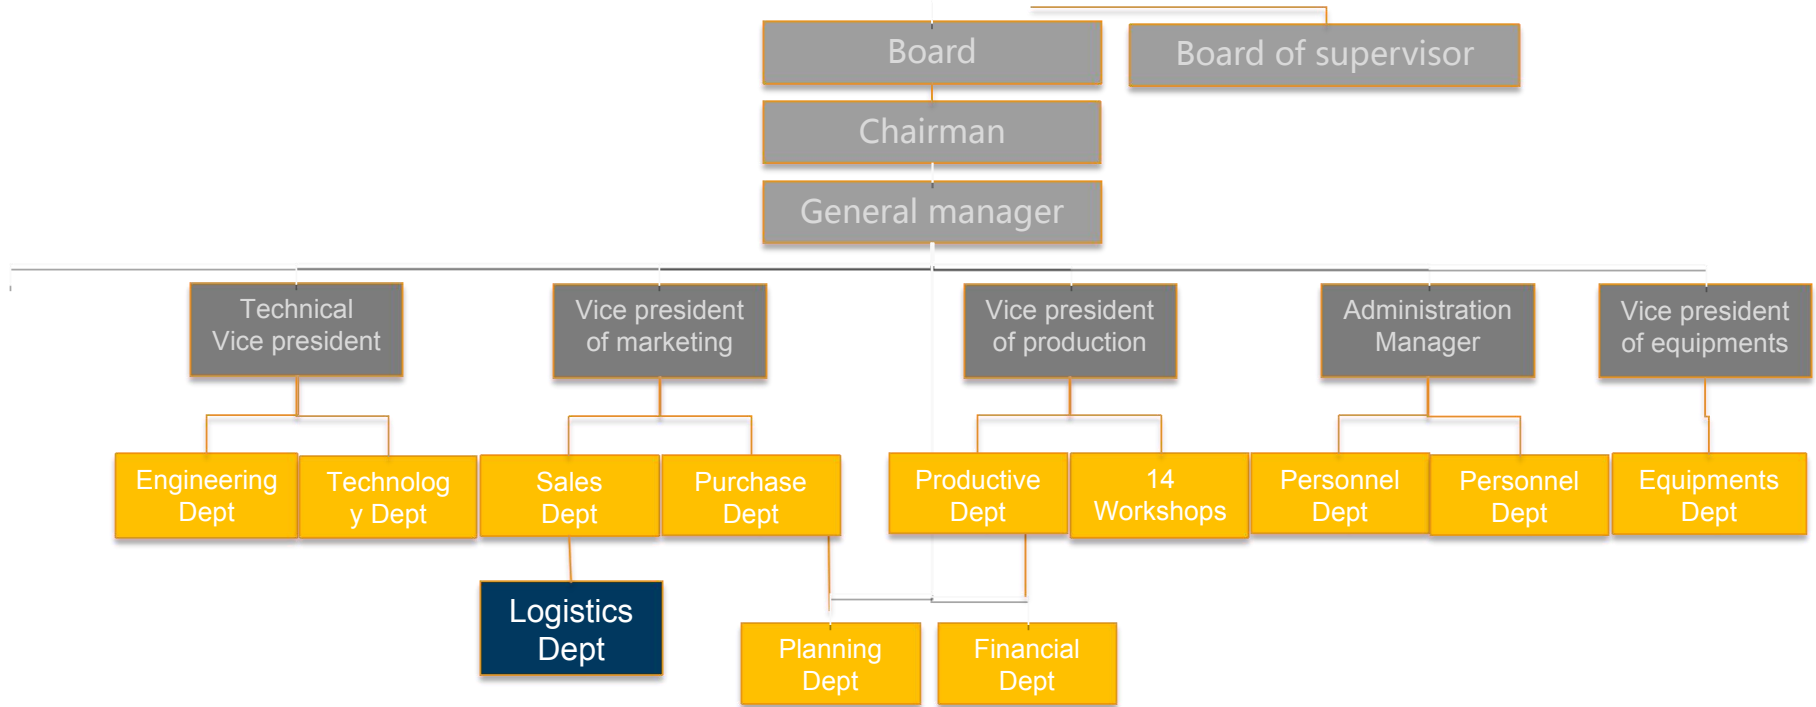 Board
Board of supervisor
Chairman
General manager
Technical
Vice president
Vice president
of marketing
Vice president
of production
Administration
Manager
Vice president
of equipments
Engineering
Dept
Technolog
y Dept
Sales
Dept
Purchase
Dept
Productive
Dept
14
Workshops
Personnel
Dept
Personnel
Dept
Equipments
Dept
Logistics
Dept
Planning
Dept
Financial
Dept